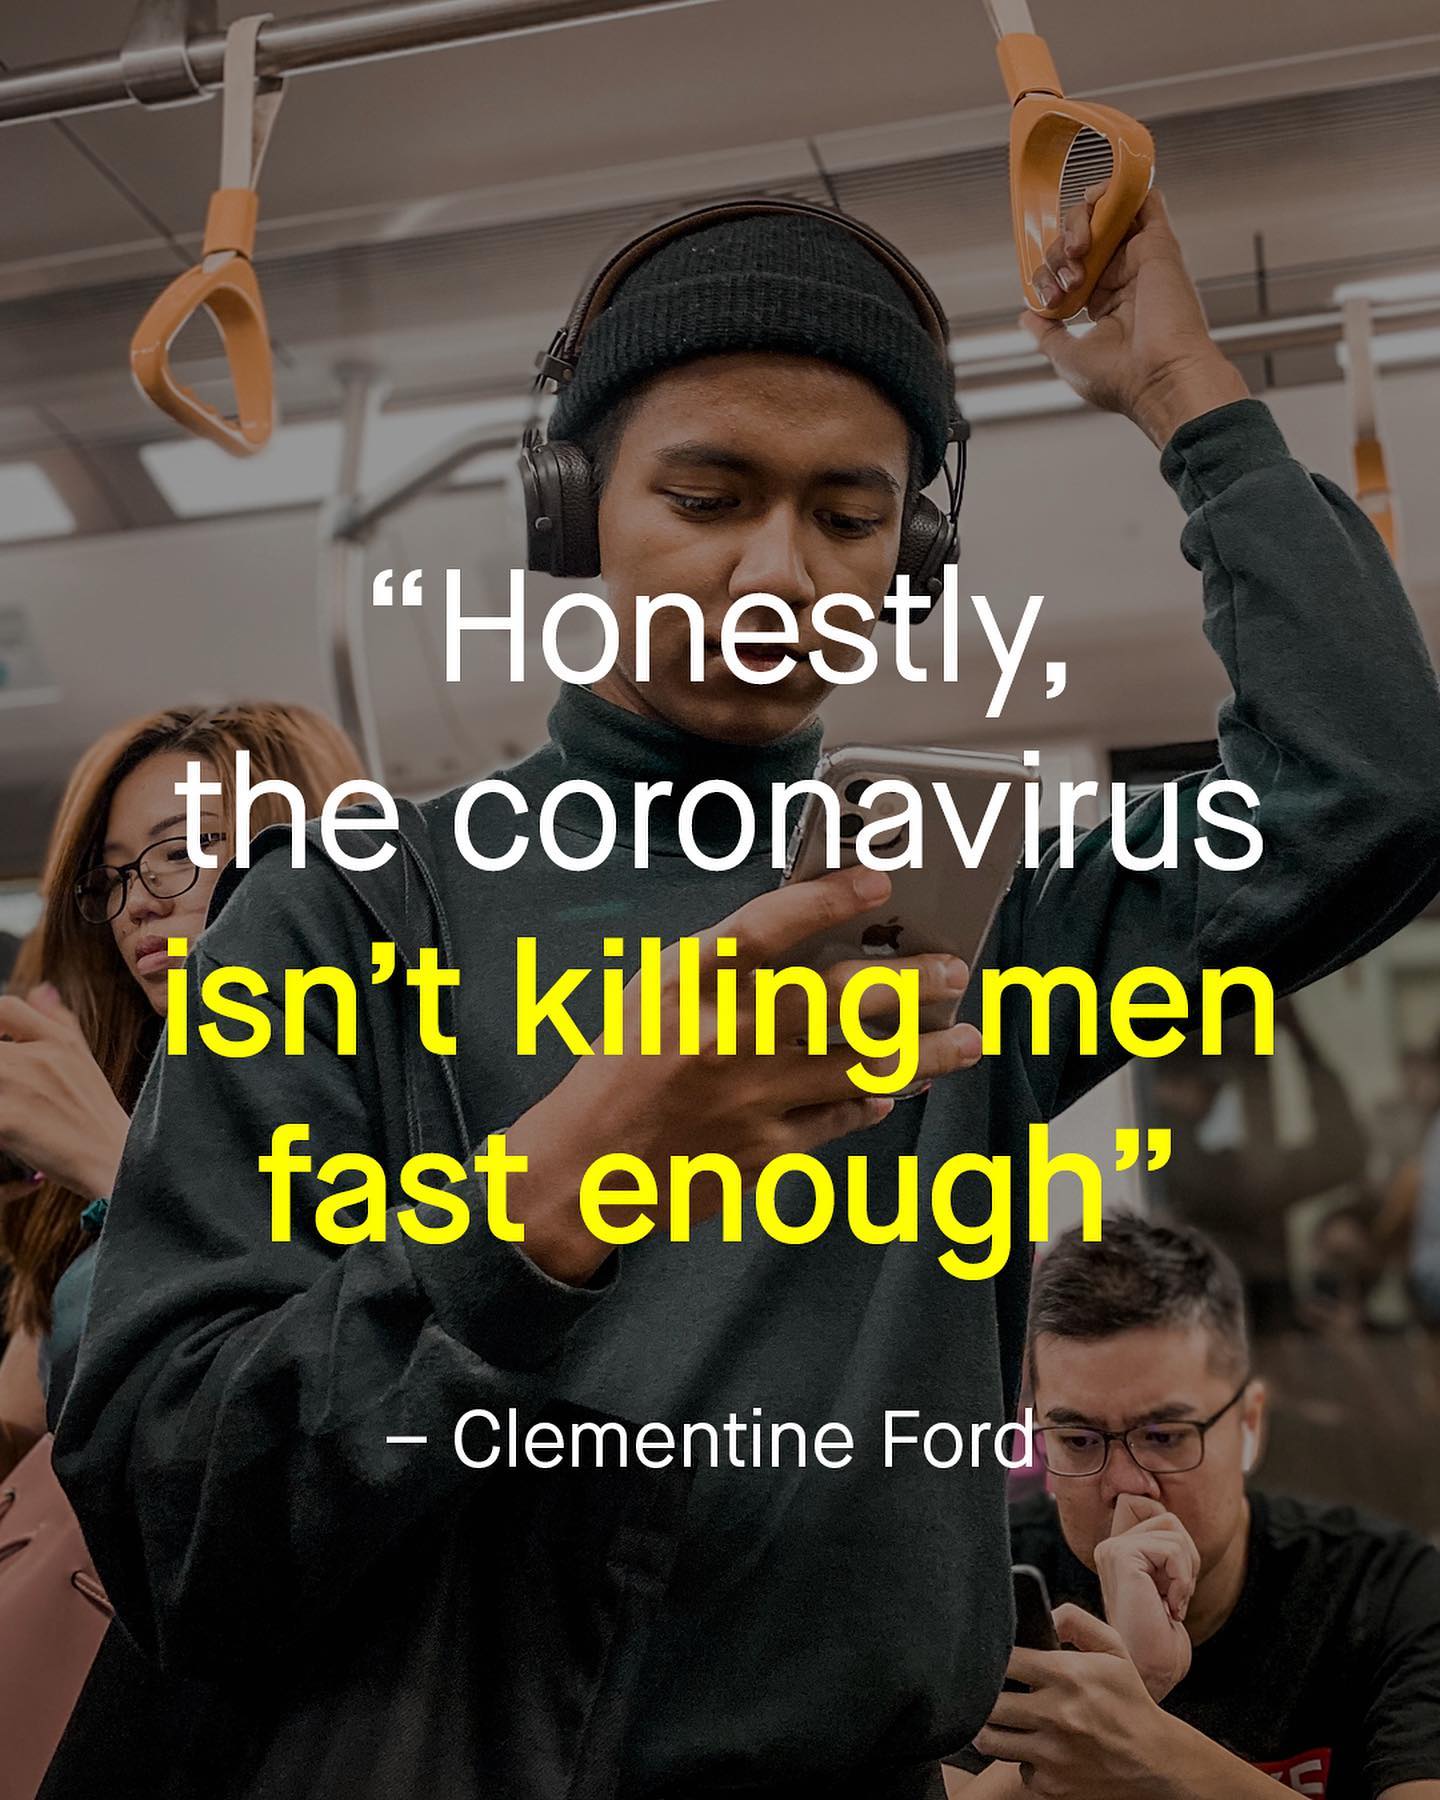 “Honestly,
the coronavirus
isn’t killing men
fast enough”
– Clementine Ford